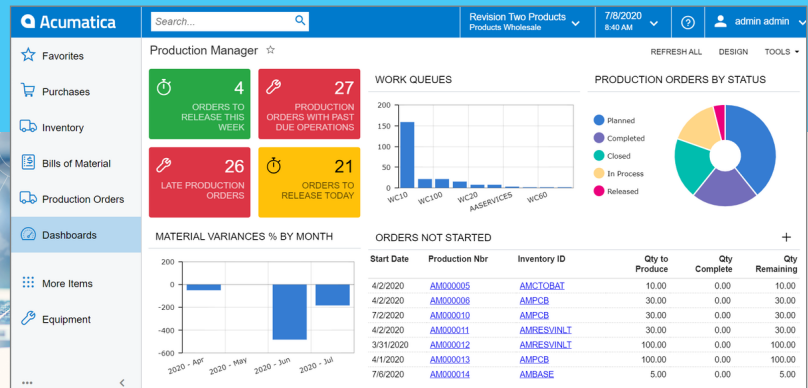 Acumatica
Search...
Revision Two Products
Products Wholesale
7/8/2020
8:40 AM
admin admin
Favorites
Purchases
Inventory
Bills of Material
Production Orders
Dashboards
More Items
Equipment
Production Manager
REFRESH ALL DESIGN TOOLS
4
ORDERS TO
RELEASE THIS
WEEK
27
PRODUCTION
ORDERS WITH PAST
DUE OPERATIONS
26
LATE PRODUCTION
ORDERS
21
ORDERS TO
RELEASE TODAY
WORK QUEUES
200
150
100
50
0
WC10 WC100 WC20 AASERVICES WC60
PRODUCTION ORDERS BY STATUS
Planned
Completed
Closed
In Process
Released
MATERIAL VARIANCES % BY MONTH
200
0
-200
-400
-600
2020 - Apr 2020 - May 2020 - Jun 2020 - Jul
ORDERS NOT STARTED
Start Date Production Nbr Inventory ID Qty to Produce Qty Complete Qty Remaining
4/2/2020 AM000005 AMCTOBAT 10.00 0.00 10.00
4/2/2020 AM000006 AMPCB 30.00 0.00 30.00
7/2/2020 AM000010 AMPCB 30.00 0.00 30.00
4/2/2020 AM000011 AMRESVINLT 30.00 0.00 30.00
3/31/2020 AM000012 AMRESVINLT 100.00 0.00 100.00
4/1/2020 AM000013 AMPCB 100.00 0.00 100.00
7/6/2020 AM000014 AMBASE 5.00 0.00 5.00